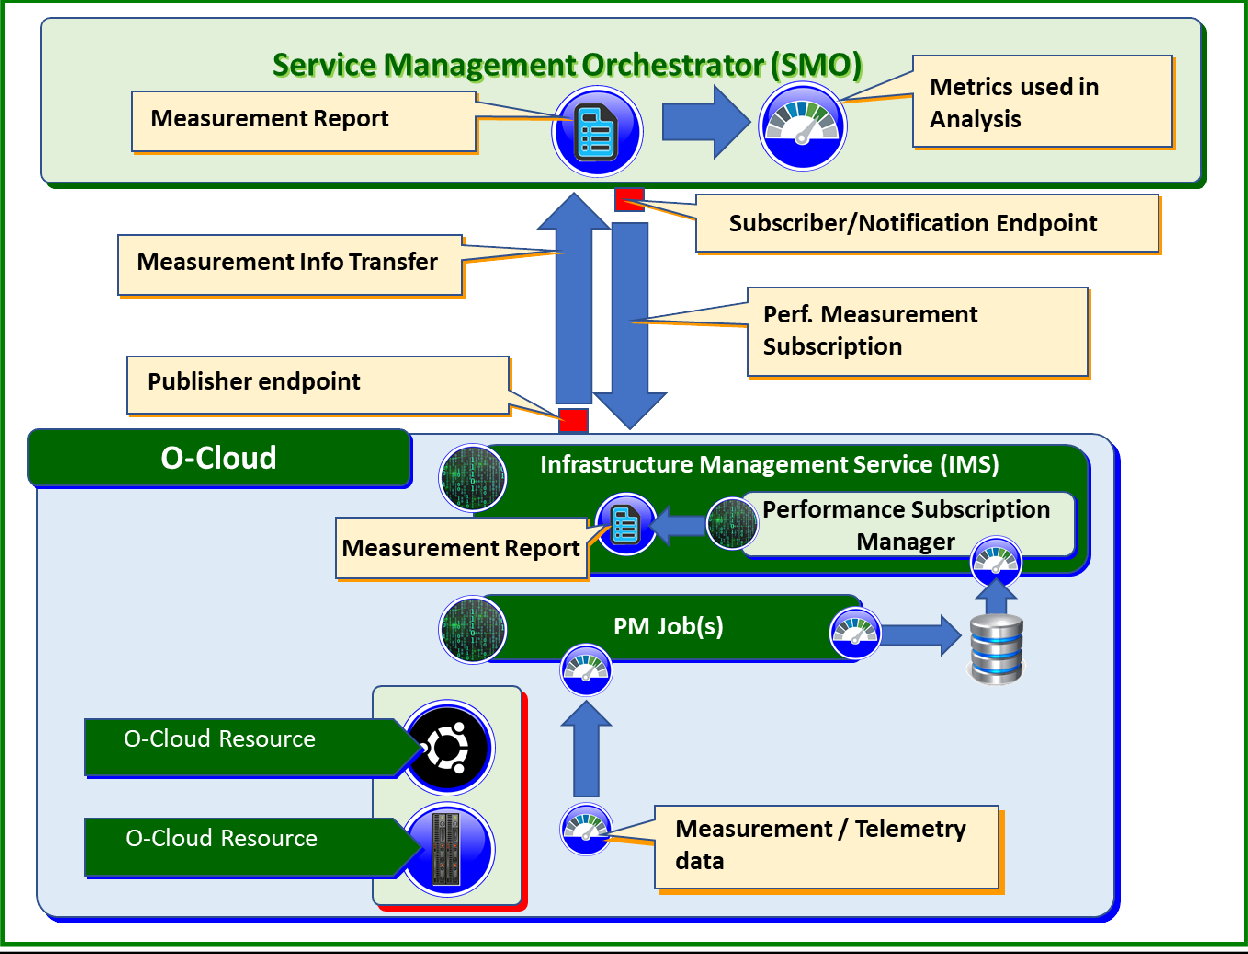 Service Management Orchestrator (SMO)
Measurement Report
Metrics used in
Analysis
Subscriber/Notification Endpoint
Measurement Info Transfer
Perf. Measurement
Subscription
Publisher endpoint
O-Cloud
Infrastructure Management Service (IMS)
Performance Subscription
Manager
Measurement Report
PM Job(s)
O-Cloud Resource
O-Cloud Resource
Measurement / Telemetry
data